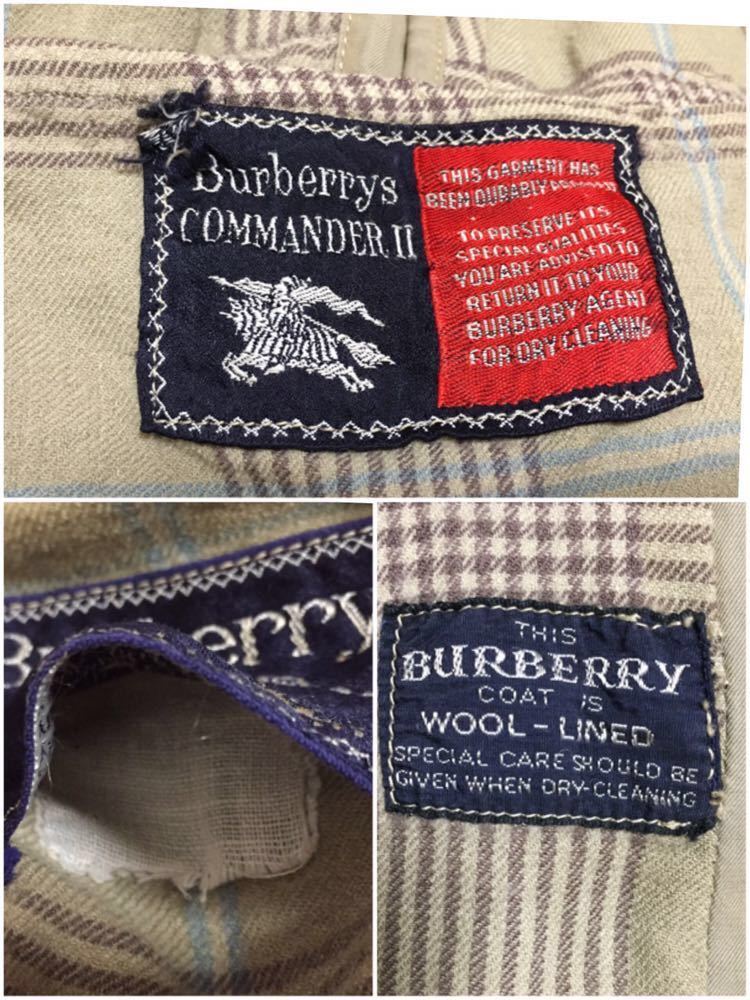 Burberrys
COMMANDER II
THIS GARMENT HAS
BEEN DURABLY
TO PRESERVE ITS
SPECIAL QUALITIES
YOU ARE ADVISED TO
RETURN IT TO YOUR
BURBERRY AGENT
FOR DRY CLEANING
THIS
BURBERRY
COAT IS
WOOL-LINED
SPECIAL CARE SHOULD BE
GIVEN WHEN DRY-CLEANING